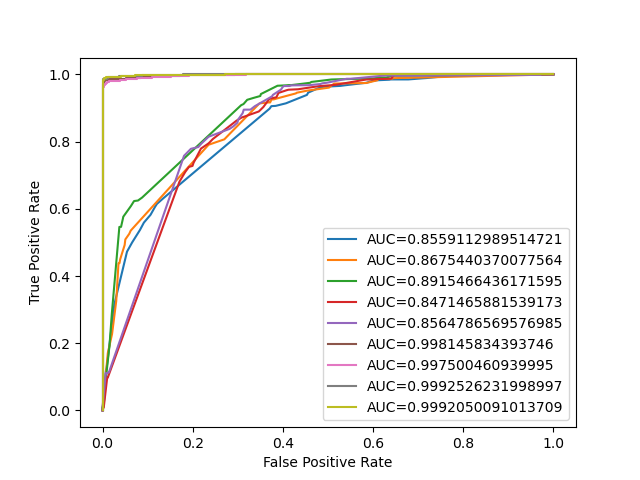 1.0
0.8
0.6
0.4
0.2
0.0
True Positive Rate
AUC=0.8559112989514721
AUC=0.8675440370077564
AUC=0.8915466436171595
AUC=0.8471465881539173
AUC=0.8564786569576985
AUC=0.998145834393746
AUC=0.997500460939995
AUC=0.9992526231998997
AUC=0.9992050091013709
0.0 0.2 0.4 0.6 0.8 1.0
False Positive Rate